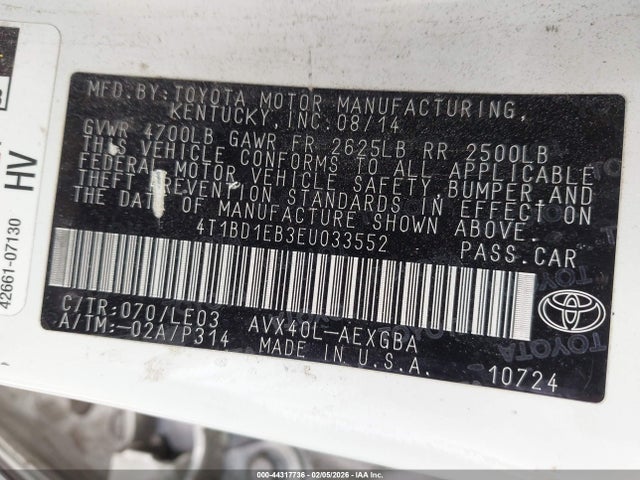 MFD.BY:TOYOTA MOTOR MANUFACTURING,
KENTUCKY, INC. 08/14
GVWR 4700LB GAWR FR 2625LB RR 2500LB
THIS VEHICLE CONFORMS TO ALL APPLICABLE
FEDERAL MOTOR VEHICLE SAFETY, BUMPER, AND
THEFT PREVENTION STANDARDS IN EFFECT ON
THE DATE OF MANUFACTURE SHOWN ABOVE.
4T1BD1EB3EU033552 PASS.CAR
C/TR:070/LE03 AVX40L-AEXGBA
A/TM:-02A/P314 MADE IN U.S.A.
10724
TOYOTA
42661-07130
HV
00 - 44317736 - 02/05/2026 - IAA Inc.